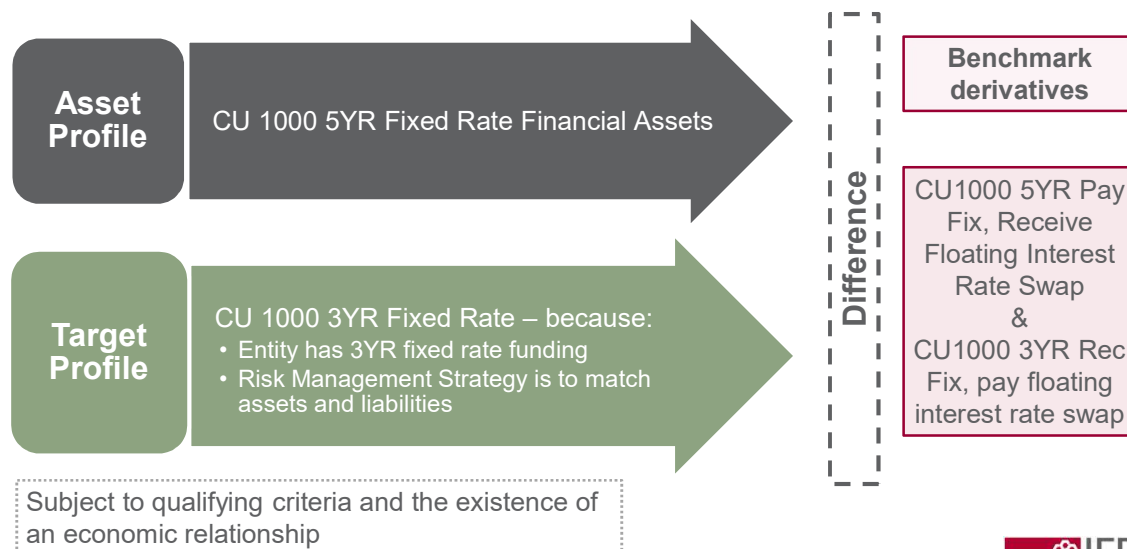 Asset
Profile
CU 1000 5YR Fixed Rate Financial Assets
Target
Profile
CU 1000 3YR Fixed Rate – because:
• Entity has 3YR fixed rate funding
• Risk Management Strategy is to match
assets and liabilities
Difference
Benchmark
derivatives
CU1000 5YR Pay
Fix, Receive
Floating Interest
Rate Swap
&
CU1000 3YR Rec
Fix, pay floating
interest rate swap
Subject to qualifying criteria and the existence of
an economic relationship